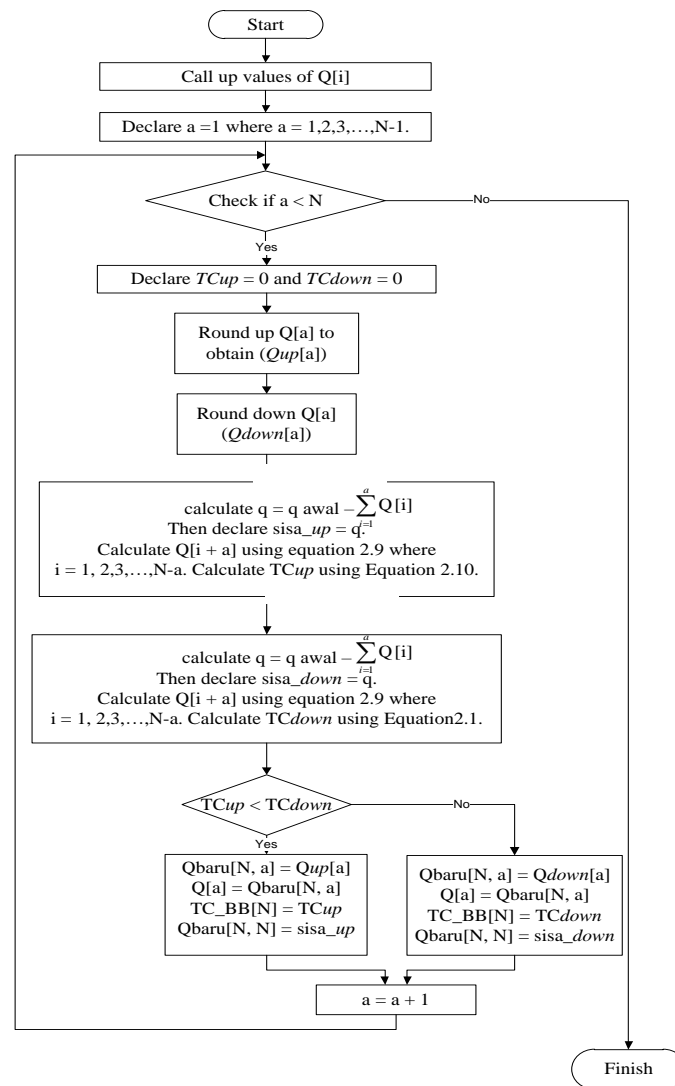 Start
Call up values of Q[i]
Declare a =1 where a = 1,2,3,…,N-1.
Check if a < N
No
Yes
Declare TCup = 0 and TCdown = 0
Round up Q[a] to
obtain (Qup[a])
Round down Q[a]
(Qdown[a])
calculate q = q awal – ∑_{i=1}^{a} Q[i]
Then declare sisa_up = q.
Calculate Q[i + a] using equation 2.9 where
i = 1, 2,3,…,N-a. Calculate TCup using Equation 2.10.
calculate q = q awal – ∑_{i=1}^{a} Q[i]
Then declare sisa_down = q.
Calculate Q[i + a] using equation 2.9 where
i = 1, 2,3,…,N-a. Calculate TCdown using Equation2.1.
TCup < TCdown
No
Yes
Qbaru[N, a] = Qup[a]
Q[a] = Qbaru[N, a]
TC_BB[N] = TCup
Qbaru[N, N] = sisa_up
Qbaru[N, a] = Qdown[a]
Q[a] = Qbaru[N, a]
TC_BB[N] = TCdown
Qbaru[N, N] = sisa_down
a = a + 1
Finish